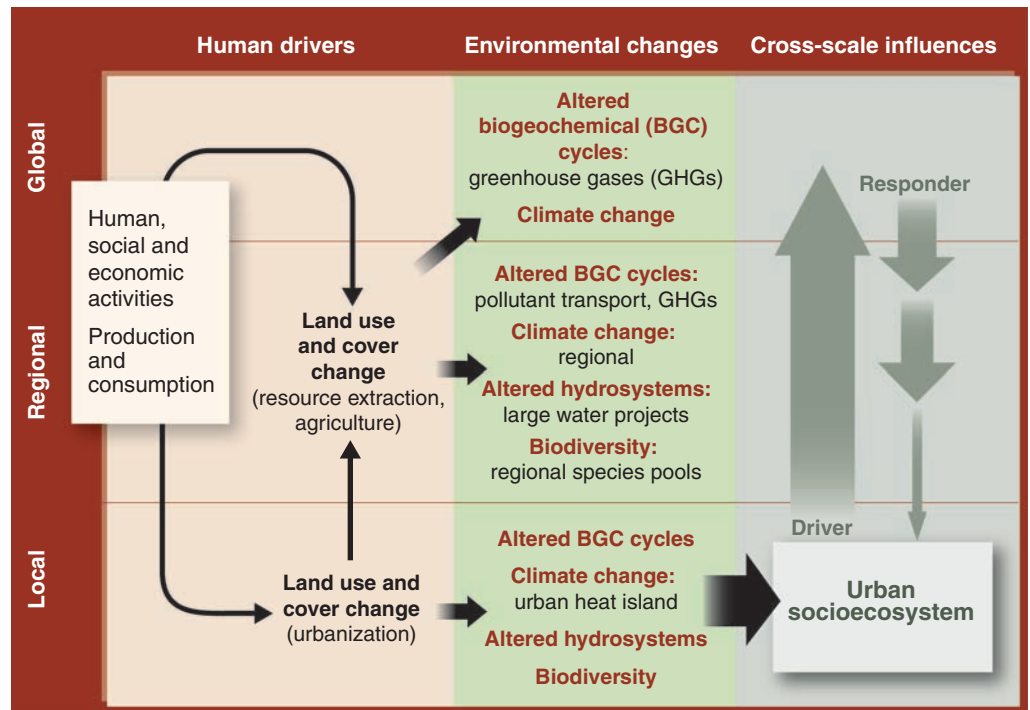 Human drivers
Environmental changes
Cross-scale influences
Global
Regional
Local
Human,
social and
economic
activities
Production
and
consumption
Land use
and cover
change
(resource extraction,
agriculture)
Land use and
cover change
(urbanization)
Altered
biogeochemical (BGC)
cycles:
greenhouse gases (GHGs)
Climate change
Altered BGC cycles:
pollutant transport, GHGs
Climate change:
regional
Altered hydrosystems:
large water projects
Biodiversity:
regional species pools
Altered BGC cycles
Climate change:
urban heat island
Altered hydrosystems
Biodiversity
Responder
Driver
Urban
socioecosystem